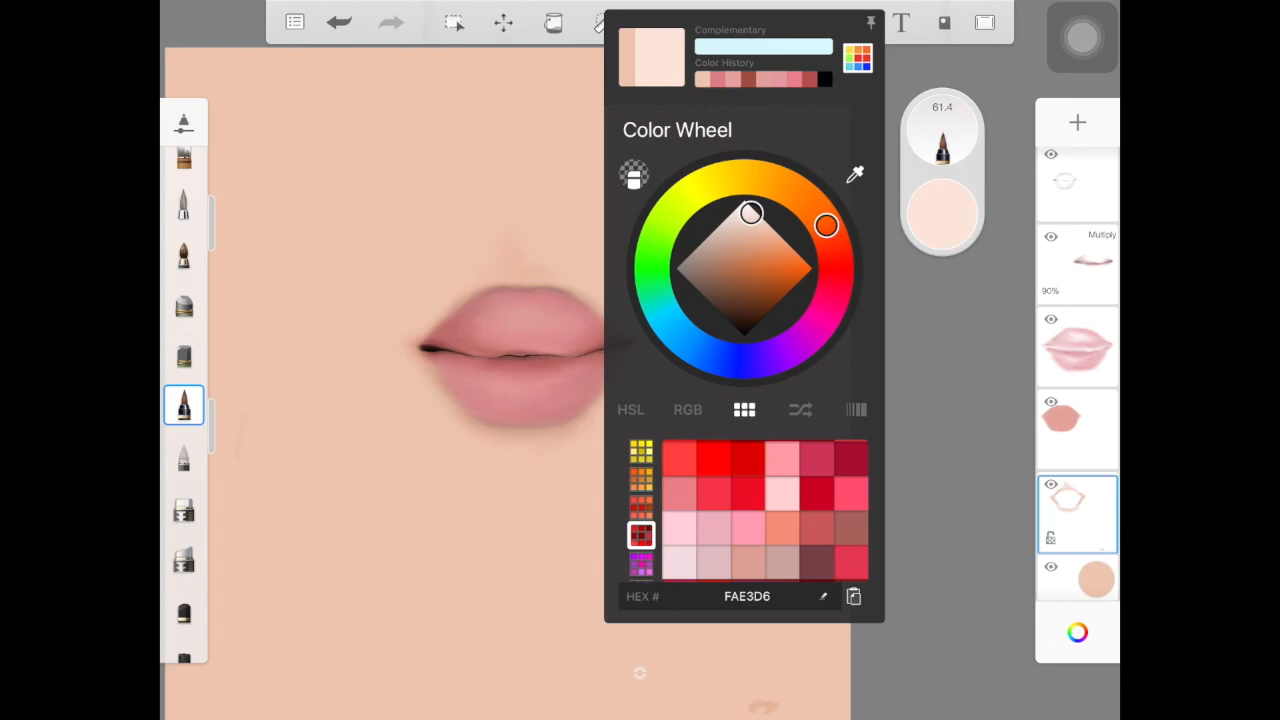 T
Complementary
Color History
Color Wheel
61.4
Multiply
90%
HSL RGB
HEX # FAE3D6